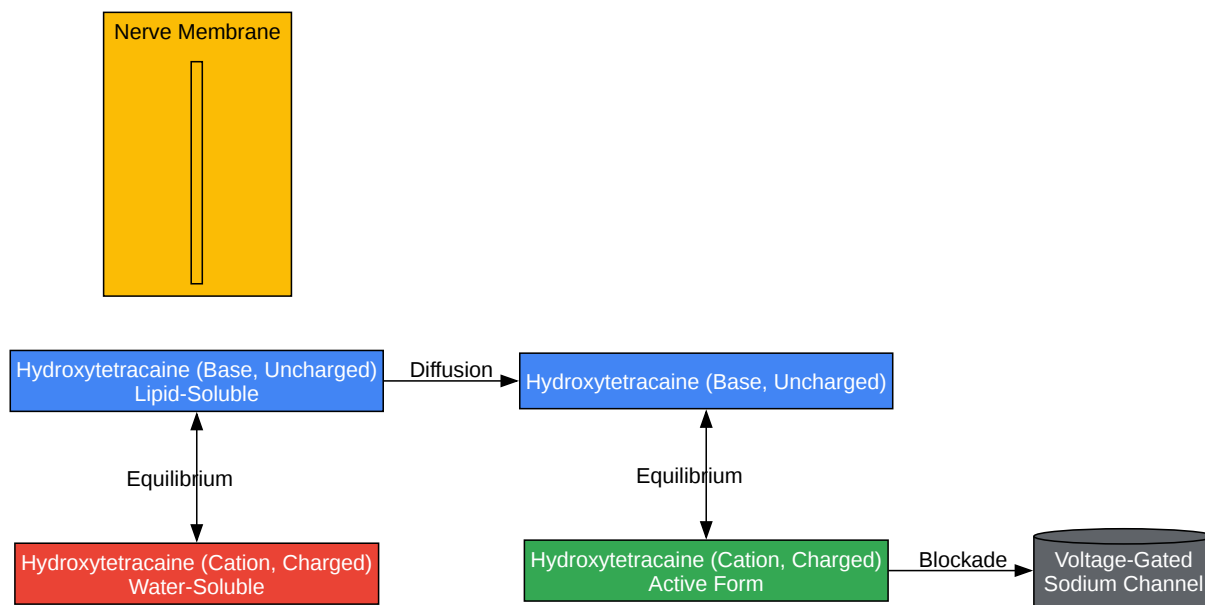 Nerve Membrane
Hydroxytetracaine (Base, Uncharged)
Lipid-Soluble
Diffusion
Hydroxytetracaine (Base, Uncharged)
Equilibrium
Equilibrium
Hydroxytetracaine (Cation, Charged)
Water-Soluble
Hydroxytetracaine (Cation, Charged)
Active Form
Blockade
Voltage-Gated
Sodium Channel